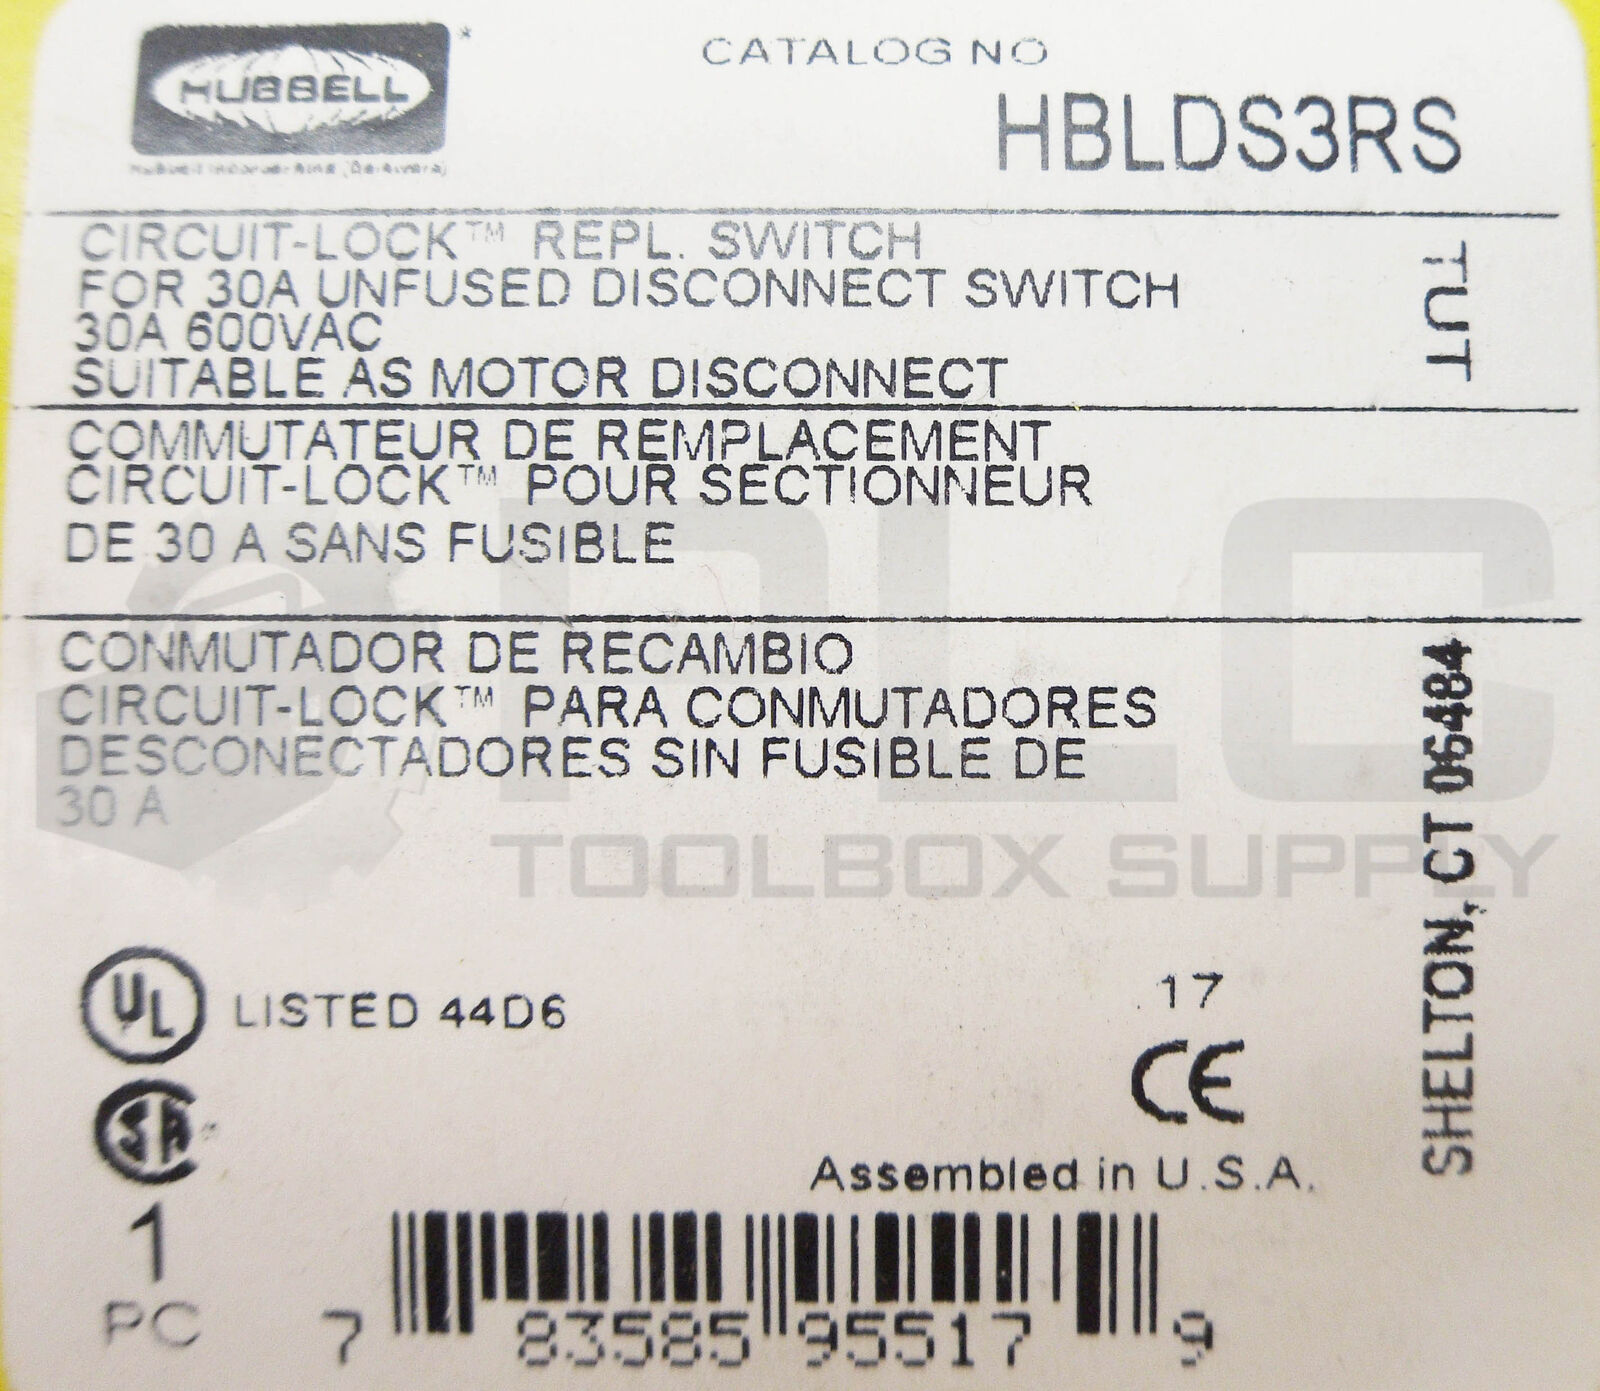 HUBBELL
CATALOG NO
HBLDS3RS
CIRCUIT-LOCK™ REPL. SWITCH
FOR 30A UNFUSED DISCONNECT SWITCH
30A 600VAC
SUITABLE AS MOTOR DISCONNECT
TUT
COMMUTATEUR DE REMPLACEMENT
CIRCUIT-LOCK™ POUR SECTIONNEUR
DE 30 A SANS FUSIBLE
CONMUTADOR DE RECAMBIO
CIRCUIT-LOCK™ PARA CONMUTADORES
DESCONECTADORES SIN FUSIBLE DE
30 A
PLC
TOOLBOX SUPPLY
SHELTON, CT 06484
UL LISTED 44D6
17
CE
SA
Assembled in U.S.A.
1
PC
7 83585 95517 9